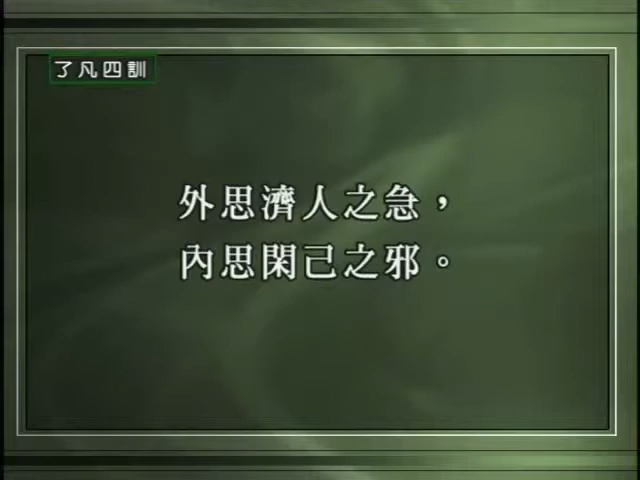 了凡四訓
外思濟人之急，
內思閑己之邪。